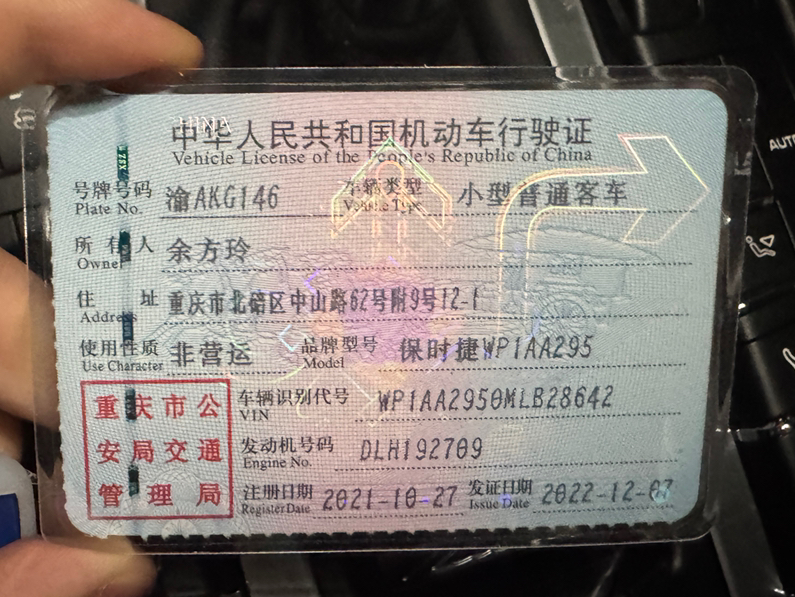 中华人民共和国机动车行驶证
Vehicle License of the People's Republic of China
号牌号码 渝AKG146 车辆类型 小型普通客车
Plate No. Vehicle Type
所有人 余方玲
Owner
住址 重庆市北碚区中山路62号附9号12-1
Address
使用性质 非营运 品牌型号 保时捷WP1AA295
Use Character Model
重庆市公安局交通管理局
车辆识别代号 WP1AA2950MLB28642
VIN
发动机号码 DLH192709
Engine No.
注册日期 2021-10-27 发证日期 2022-12-07
Register Date Issue Date
AUTO